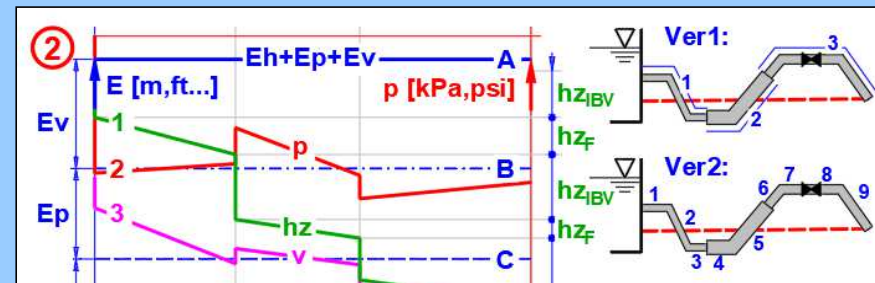 2
Eh+Ep+Ev
A
E [m,ft...]
p [kPa,psi]
Ev
1
2
p
B
Ep
3
hz
v
C
hzIBV
hzF
hzIBV
hzF
Ver1:
1
2
3
Ver2:
1
2
3
4
5
6
7
8
9